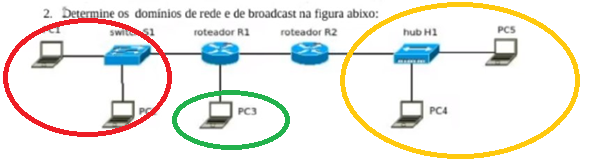 2. Determine os domínios de rede e de broadcast na figura abixo:
switch S1 roteador R1 roteador R2 hub H1 PC5
PC3 PC4